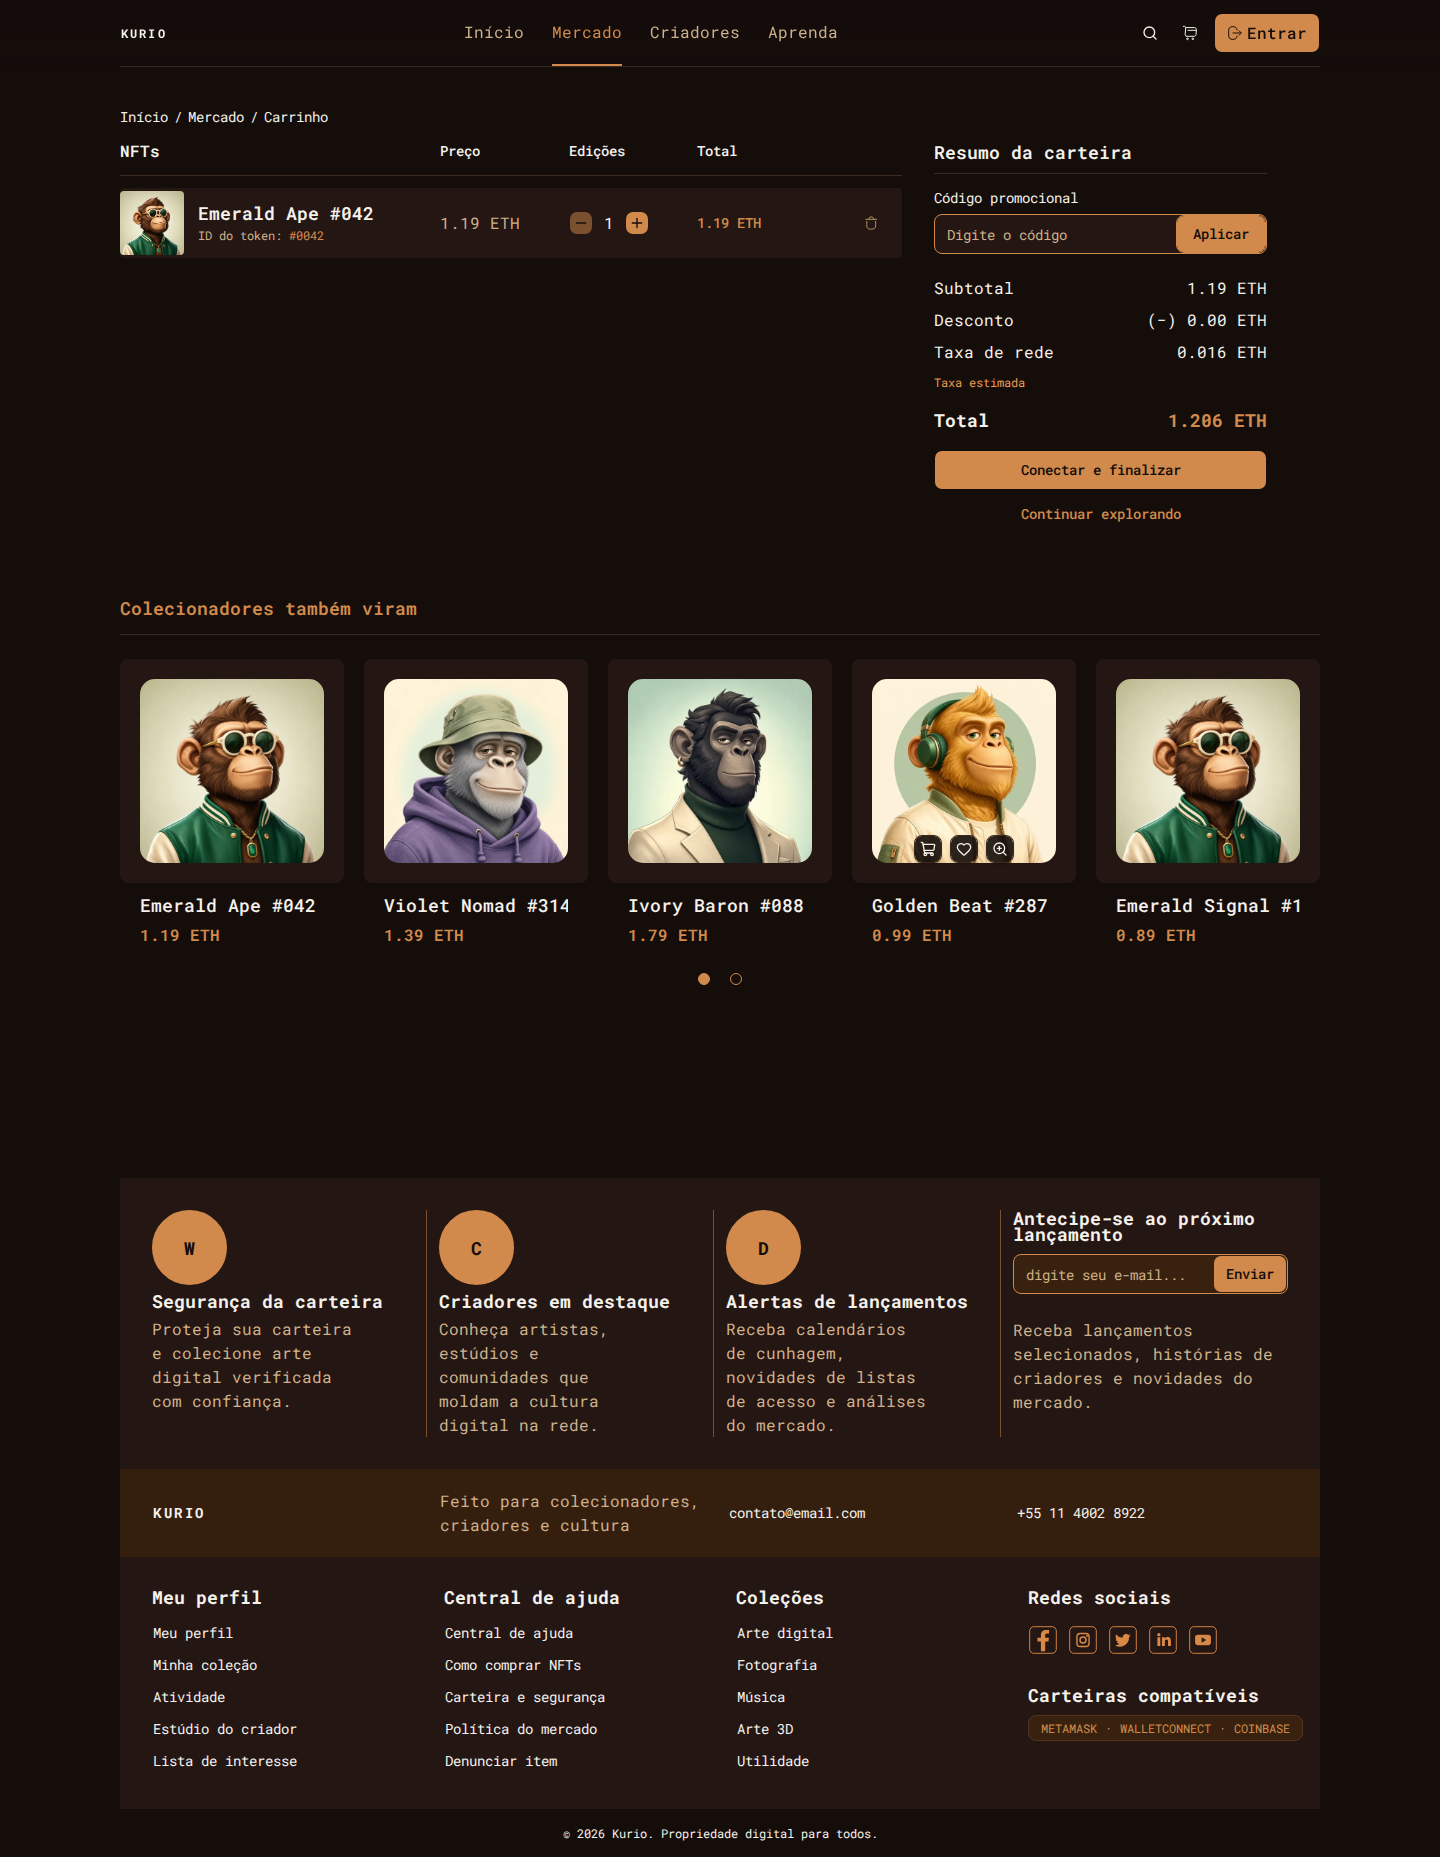 KURIO
Início
Mercado
Criadores
Aprenda
Entrar
Início / Mercado / Carrinho
NFTs
Preço
Edições
Total
Emerald Ape #042
ID do token: #0042
1.19 ETH
1
1.19 ETH
Resumo da carteira
Código promocional
Digite o código
Aplicar
Subtotal
1.19 ETH
Desconto
(-) 0.00 ETH
Taxa de rede
0.016 ETH
Taxa estimada
Total
1.206 ETH
Conectar e finalizar
Continuar explorando
Colecionadores também viram
Emerald Ape #042
1.19 ETH
Violet Nomad #314
1.39 ETH
Ivory Baron #088
1.79 ETH
Golden Beat #287
0.99 ETH
Emerald Signal #1
0.89 ETH
W
Segurança da carteira
Proteja sua carteira
e colecione arte
digital verificada
com confiança.
C
Criadores em destaque
Conheça artistas,
estúdios e
comunidades que
moldam a cultura
digital na rede.
D
Alertas de lançamentos
Receba calendários
de cunhagem,
novidades de listas
de acesso e análises
do mercado.
Antecipe-se ao próximo
lançamento
digite seu e-mail...
Enviar
Receba lançamentos
selecionados, histórias de
criadores e novidades do
mercado.
KURIO
Feito para colecionadores,
criadores e cultura
contato@email.com
+55 11 4002 8922
Meu perfil
Meu perfil
Minha coleção
Atividade
Estúdio do criador
Lista de interesse
Central de ajuda
Central de ajuda
Como comprar NFTs
Carteira e segurança
Política do mercado
Denunciar item
Coleções
Arte digital
Fotografia
Música
Arte 3D
Utilidade
Redes sociais
Carteiras compatíveis
METAMASK · WALLETCONNECT · COINBASE
© 2026 Kurio. Propriedade digital para todos.